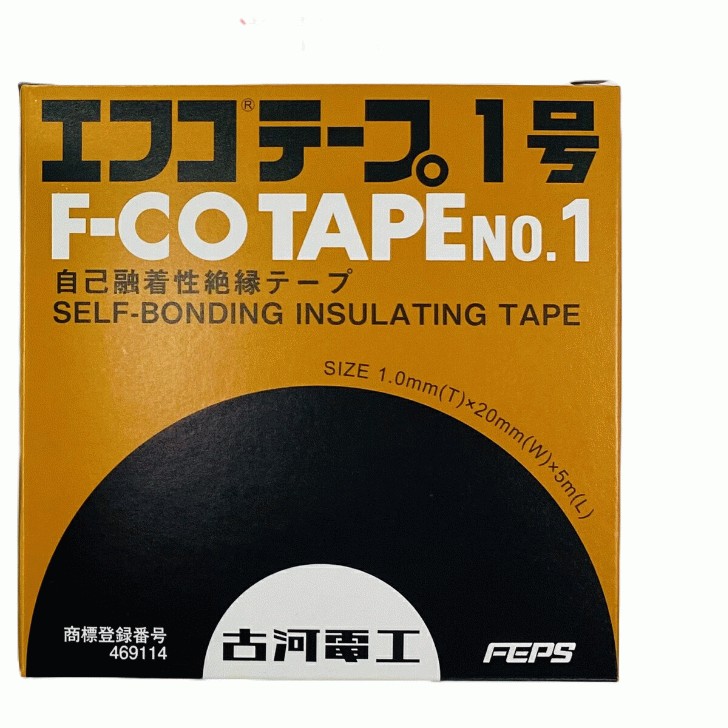 エフコ®テープ。1号
F-CO TAPE NO.1
自己融着性絶縁テープ
SELF-BONDING INSULATING TAPE
SIZE 1.0mm(T)×20mm(W)×5m(L)
商標登録番号
469114
古河電工
FEPS